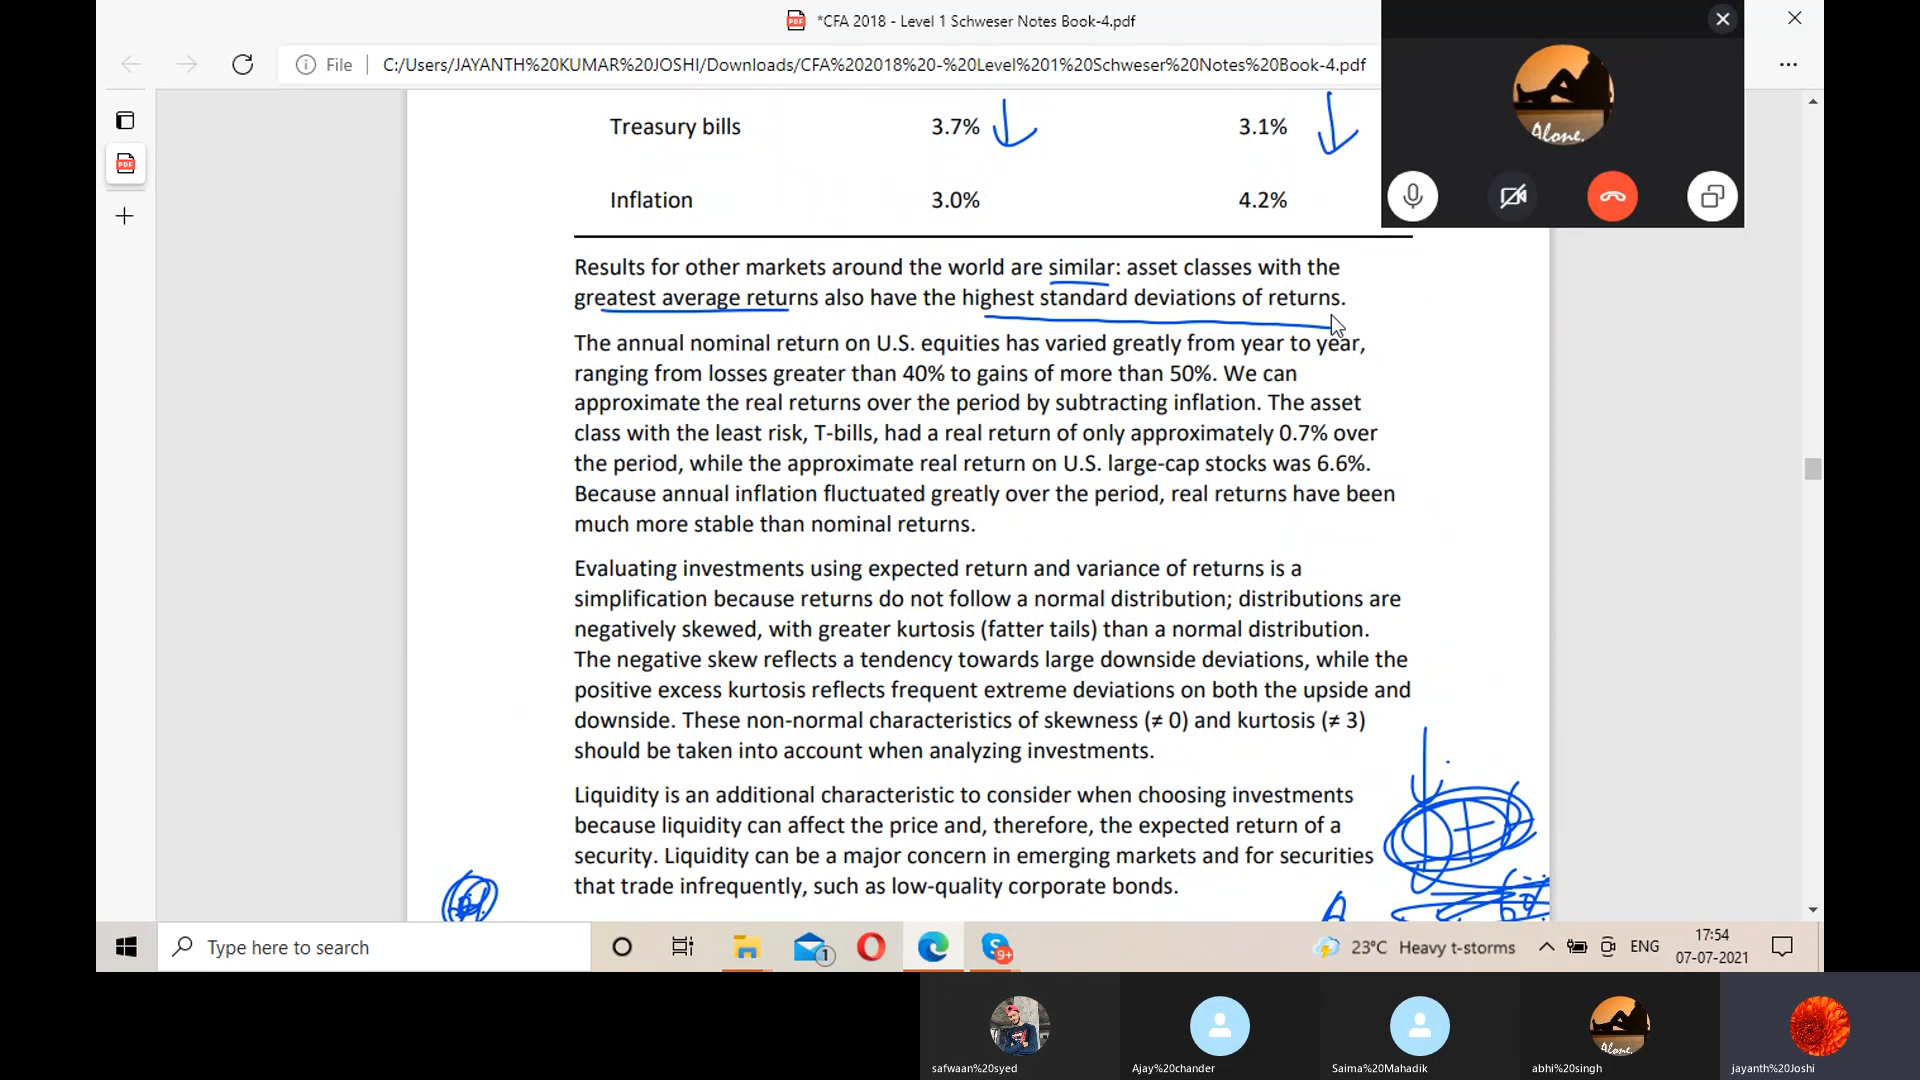 *CFA 2018 - Level 1 Schweser Notes Book-4.pdf
File
C:/Users/JAYANTH%20KUMAR%20JOSHI/Downloads/CFA%202018%20-%20Level%201%20Schweser%20Notes%20Book-4.pdf
Alone.
Treasury bills 3.7% 3.1%
Inflation 3.0% 4.2%
Results for other markets around the world are similar: asset classes with the
greatest average returns also have the highest standard deviations of returns.
The annual nominal return on U.S. equities has varied greatly from year to year,
ranging from losses greater than 40% to gains of more than 50%. We can
approximate the real returns over the period by subtracting inflation. The asset
class with the least risk, T-bills, had a real return of only approximately 0.7% over
the period, while the approximate real return on U.S. large-cap stocks was 6.6%.
Because annual inflation fluctuated greatly over the period, real returns have been
much more stable than nominal returns.
Evaluating investments using expected return and variance of returns is a
simplification because returns do not follow a normal distribution; distributions are
negatively skewed, with greater kurtosis (fatter tails) than a normal distribution.
The negative skew reflects a tendency towards large downside deviations, while the
positive excess kurtosis reflects frequent extreme deviations on both the upside and
downside. These non-normal characteristics of skewness (≠ 0) and kurtosis (≠ 3)
should be taken into account when analyzing investments.
Liquidity is an additional characteristic to consider when choosing investments
because liquidity can affect the price and, therefore, the expected return of a
security. Liquidity can be a major concern in emerging markets and for securities
that trade infrequently, such as low-quality corporate bonds.
Type here to search
1
9+
23°C Heavy t-storms
ENG
17:54
07-07-2021
Alone.
safwaan%20syed
Ajay%20chander
Saima%20Mahadik
abhi%20singh
jayanth%20Joshi